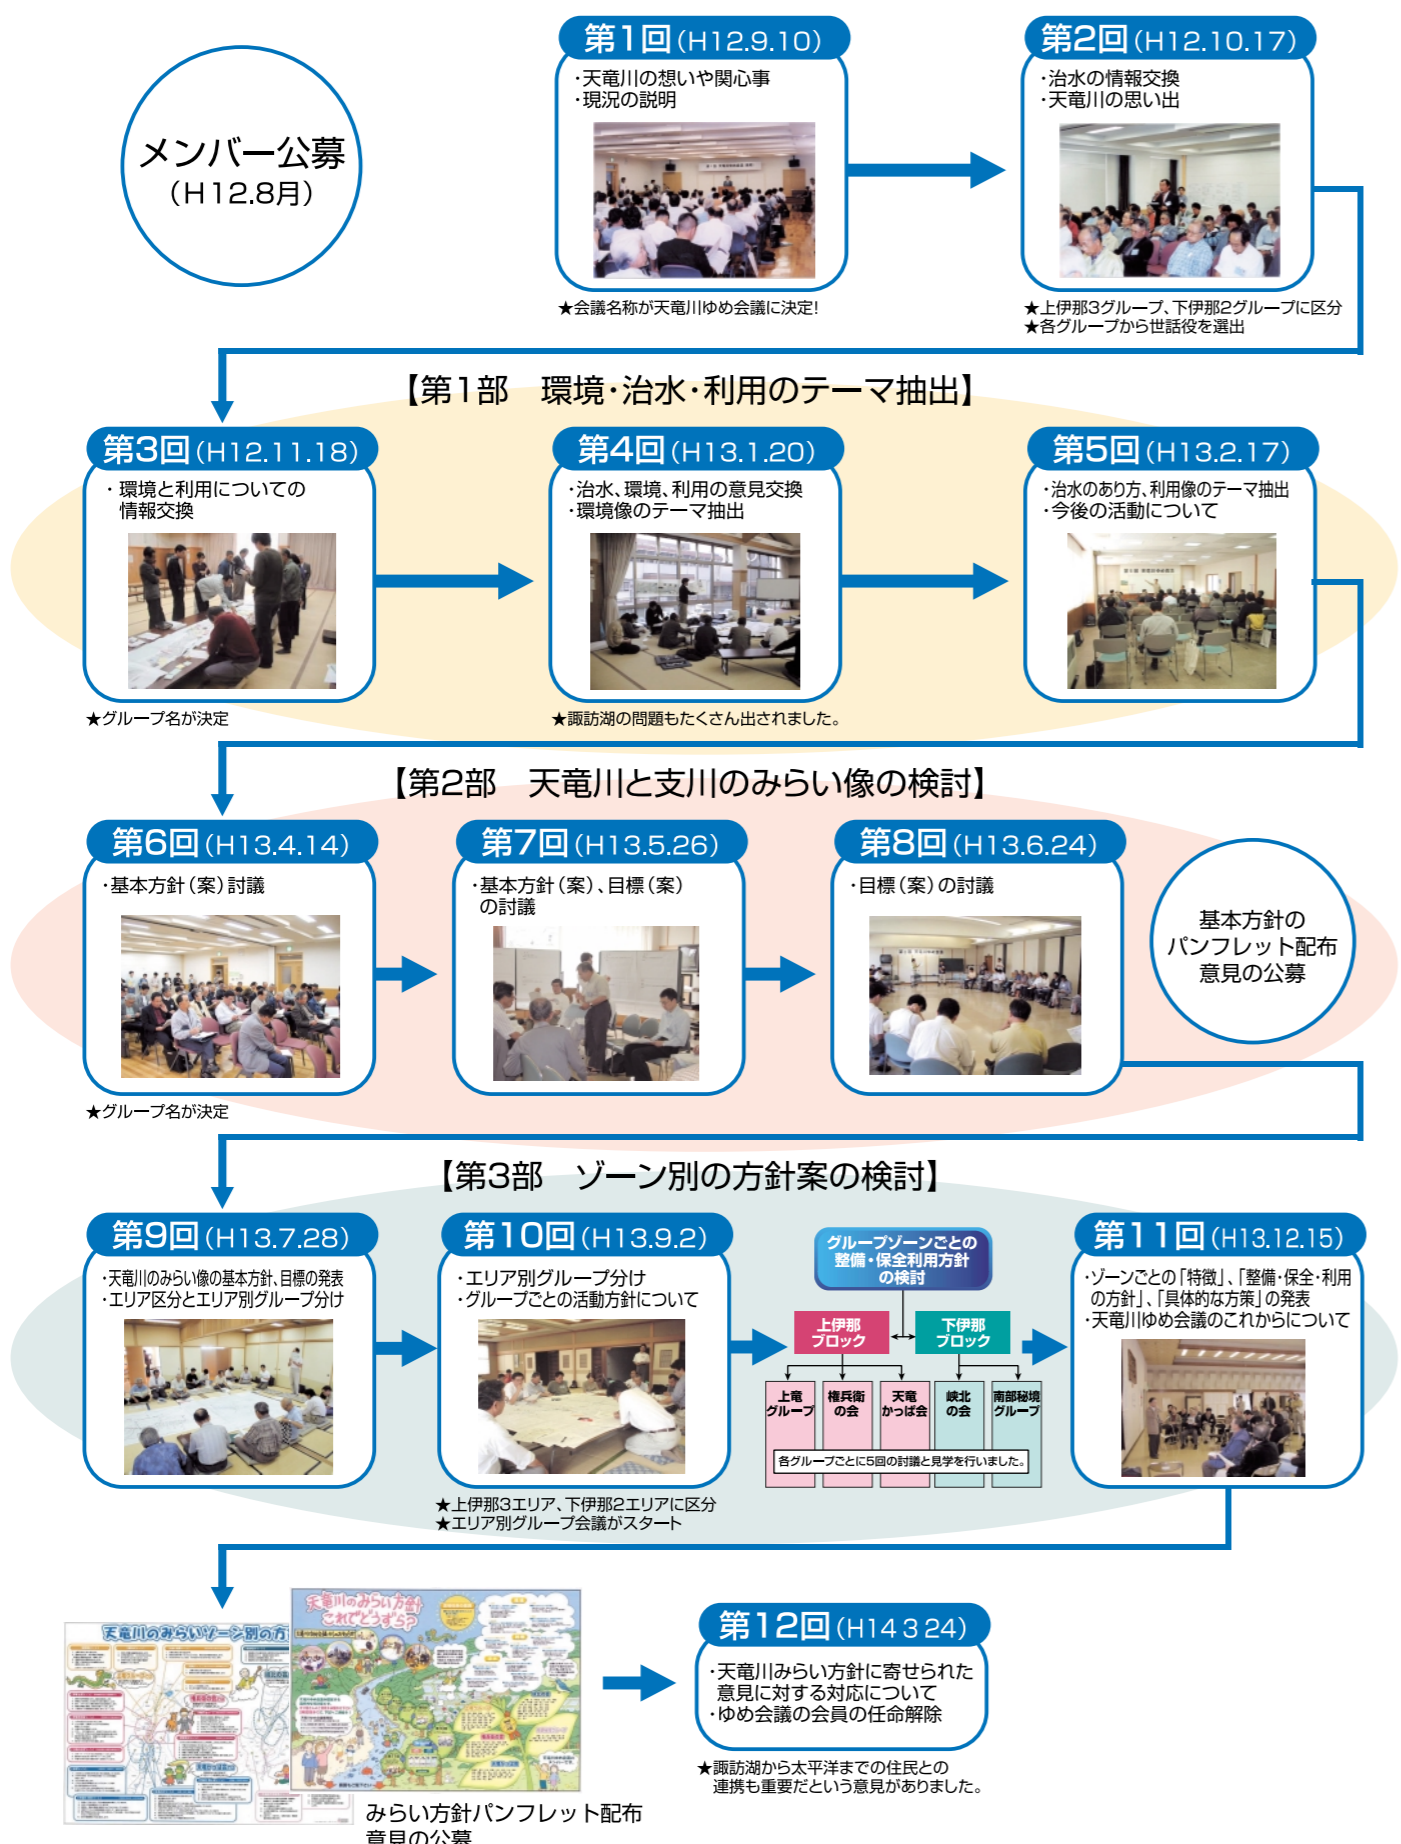 メンバー公募
(H12.8月)
第1回(H12.9.10)
・天竜川の想いや関心事
・現況の説明
★会議名称が天竜川ゆめ会議に決定!
第2回(H12.10.17)
・治水の情報交換
・天竜川の思い出
★上伊那3グループ、下伊那2グループに区分
★各グループから世話役を選出
【第1部 環境・治水・利用のテーマ抽出】
第3回(H12.11.18)
・環境と利用についての
情報交換
★グループ名が決定
第4回(H13.1.20)
・治水、環境、利用の意見交換
・環境像のテーマ抽出
★諏訪湖の問題もたくさん出されました。
第5回(H13.2.17)
・治水のあり方、利用像のテーマ抽出
・今後の活動について
【第2部 天竜川と支川のみらい像の検討】
第6回(H13.4.14)
・基本方針(案)討議
★グループ名が決定
第7回(H13.5.26)
・基本方針(案)、目標(案)
の討議
第8回(H13.6.24)
・目標(案)の討議
基本方針の
パンフレット配布
意見の公募
【第3部 ゾーン別の方針案の検討】
第9回(H13.7.28)
・天竜川のみらい像の基本方針、目標の発表
・エリア区分とエリア別グループ分け
第10回(H13.9.2)
・エリア別グループ分け
・グループごとの活動方針について
★上伊那3エリア、下伊那2エリアに区分
★エリア別グループ会議がスタート
グループゾーンごとの
整備・保全利用方針
の検討
上伊那
ブロック
下伊那
ブロック
上竜
グループ
権兵衛
の会
天竜
かっぱ会
峡北
の会
南部秘境
グループ
各グループごとに5回の討議と見学を行いました。
第11回(H13.12.15)
・ゾーンごとの「特徴」、「整備・保全・利用
の方針」、「具体的な方策」の発表
・天竜川ゆめ会議のこれからについて
天竜川のみらいゾーン別の方
天竜川のみらい方針
これでどうずら?
みらい方針パンフレット配布
意見の公募
第12回(H14 3 24)
・天竜川みらい方針に寄せられた
意見に対する対応について
・ゆめ会議の会員の任命解除
★諏訪湖から太平洋までの住民との
連携も重要だという意見がありました。